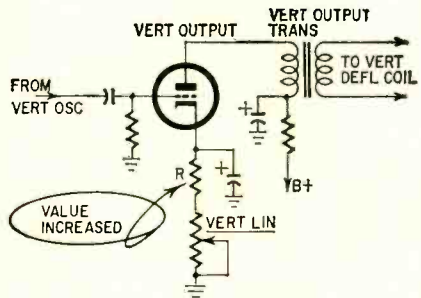 VERT OUTPUT
VERT OUTPUT
TRANS
FROM
VERT OSC
TO VERT
DEFL COIL
+
+
R
B+
VALUE
INCREASED
VERT LIN